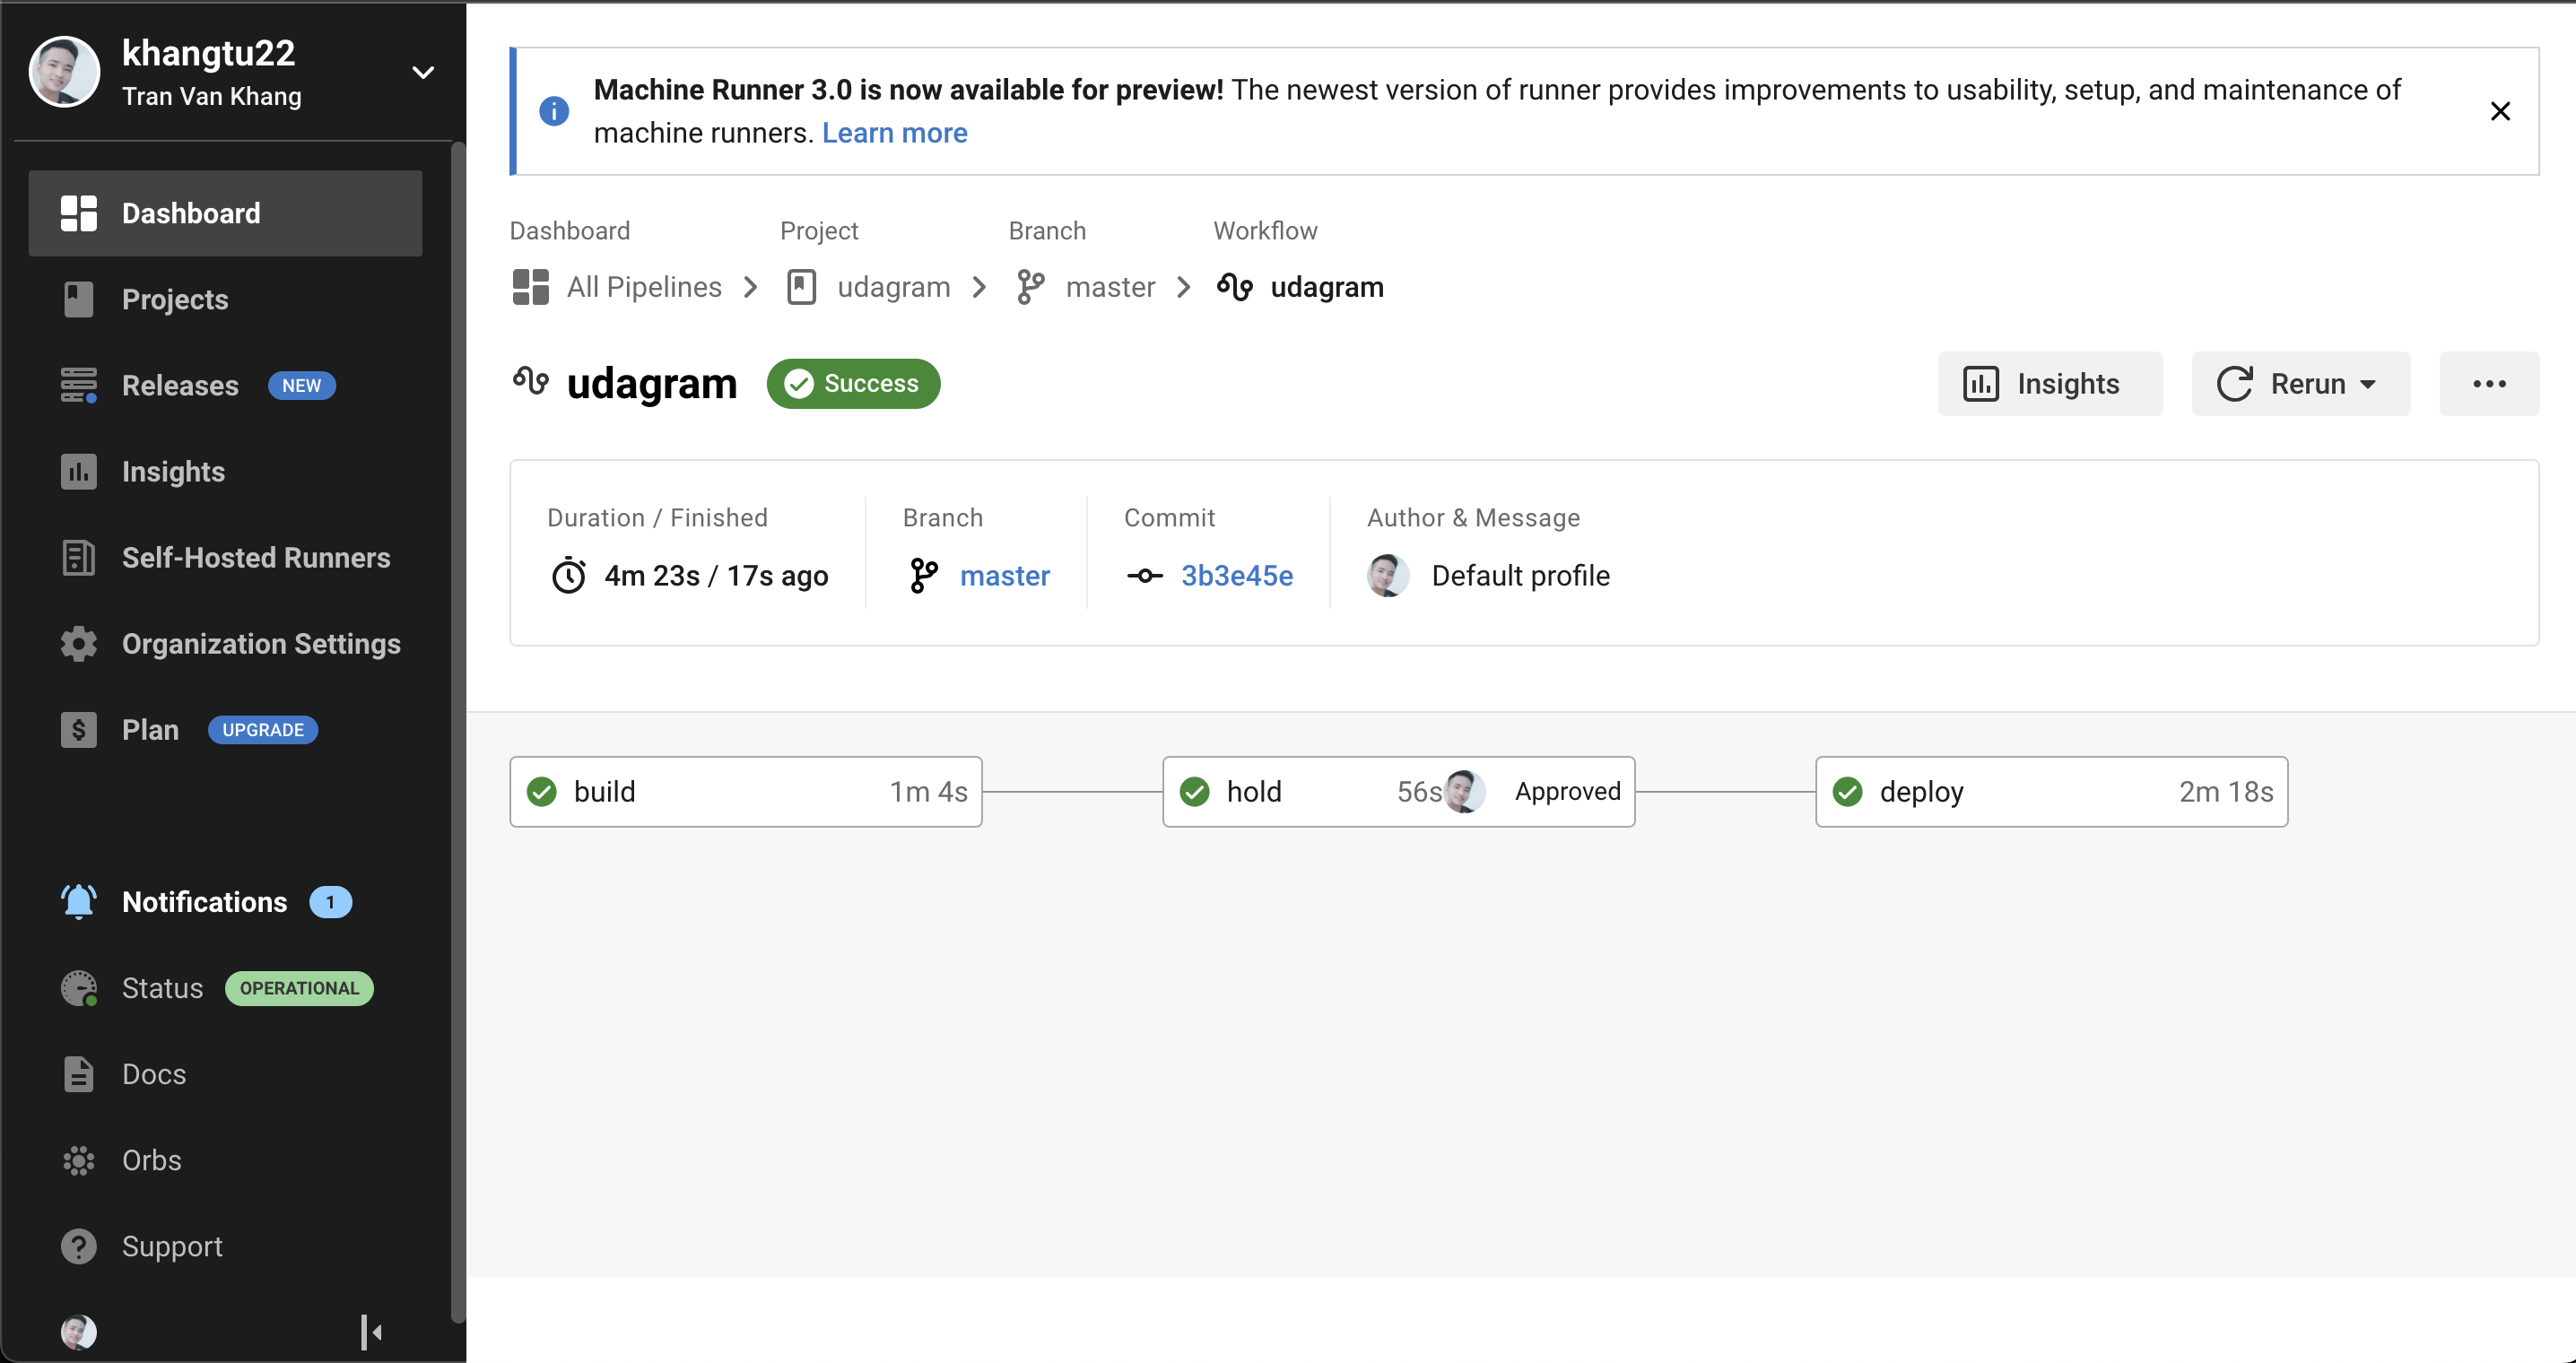 khangtu22
Tran Van Khang
Dashboard
Projects
Releases NEW
Insights
Self-Hosted Runners
Organization Settings
Plan UPGRADE
Notifications 1
Status OPERATIONAL
Docs
Orbs
Support
Machine Runner 3.0 is now available for preview! The newest version of runner provides improvements to usability, setup, and maintenance of
machine runners. Learn more
Dashboard Project Branch Workflow
All Pipelines udagram master udagram
udagram Success Insights Rerun
Duration / Finished Branch Commit Author & Message
4m 23s / 17s ago master 3b3e45e Default profile
build 1m 4s hold 56s Approved deploy 2m 18s